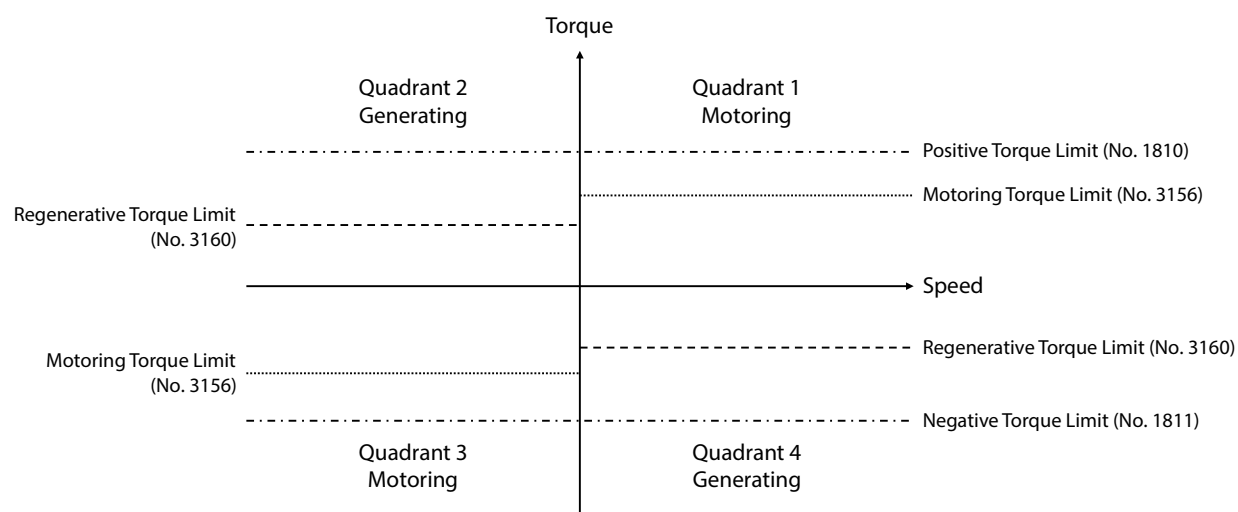 Torque
Quadrant 2
Generating
Quadrant 1
Motoring
Positive Torque Limit (No. 1810)
Motoring Torque Limit (No. 3156)
Regenerative Torque Limit
(No. 3160)
Speed
Regenerative Torque Limit (No. 3160)
Motoring Torque Limit
(No. 3156)
Negative Torque Limit (No. 1811)
Quadrant 3
Motoring
Quadrant 4
Generating